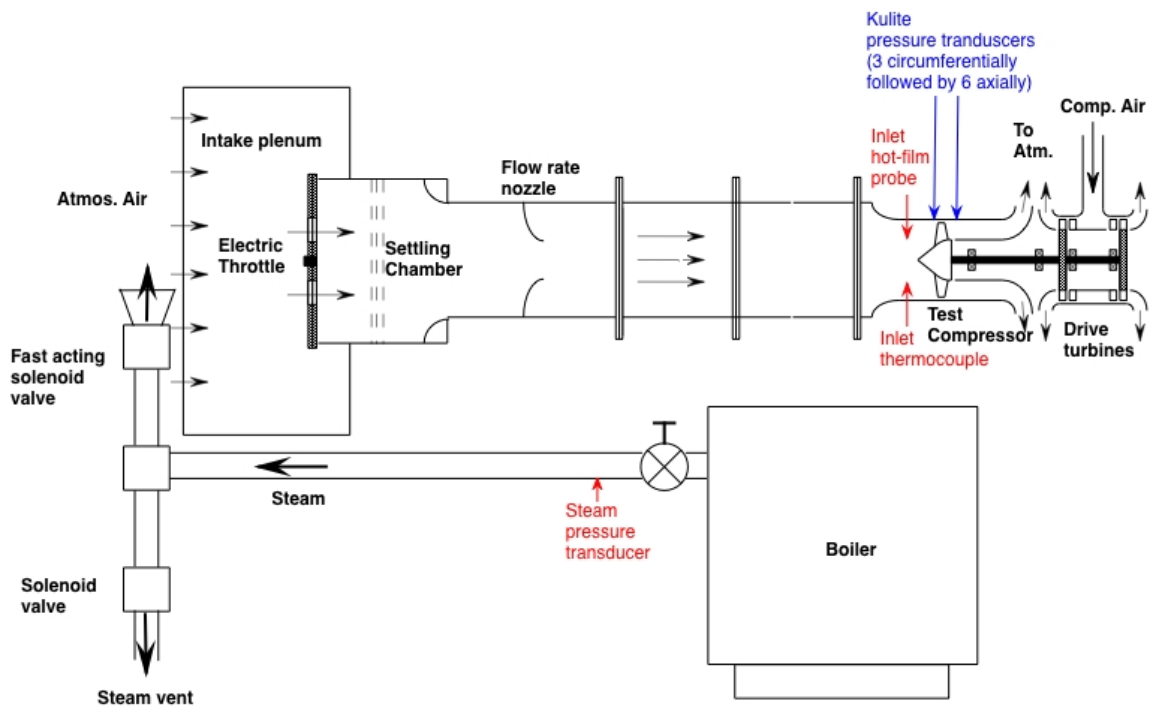 Kulite
pressure tranduscers
(3 circumferentially
followed by 6 axially)
Comp. Air
To
Atm.
Inlet
hot-film
probe
Intake plenum
Flow rate
nozzle
Atmos. Air
Electric
Throttle
Settling
Chamber
Test
Compressor
Drive
turbines
Inlet
thermocouple
Fast acting
solenoid
valve
Steam
Steam
pressure
transducer
Boiler
Solenoid
valve
Steam vent